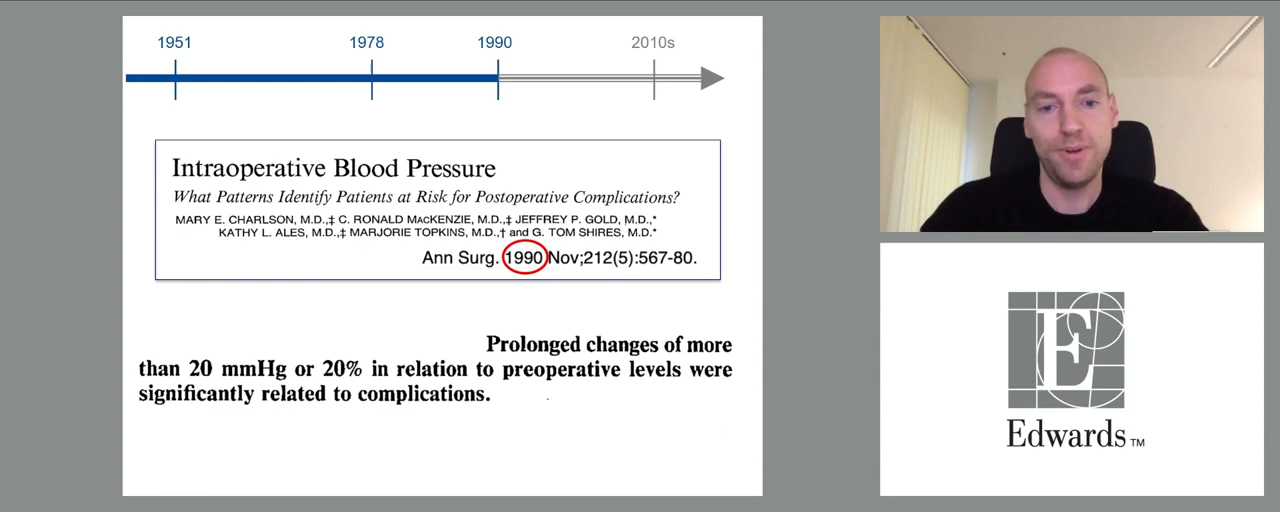 1951 1978 1990 2010s
Intraoperative Blood Pressure
What Patterns Identify Patients at Risk for Postoperative Complications?
MARY E. CHARLSON, M.D.,‡ C. RONALD MACKENZIE, M.D.,‡ JEFFREY P. GOLD, M.D.,*
KATHY L. ALES, M.D.,‡ MARJORIE TOPKINS, M.D.,† and G. TOM SHIRES, M.D.*
Ann Surg. 1990 Nov;212(5):567-80.
Prolonged changes of more
than 20 mmHg or 20% in relation to preoperative levels were
significantly related to complications.
E
Edwards™